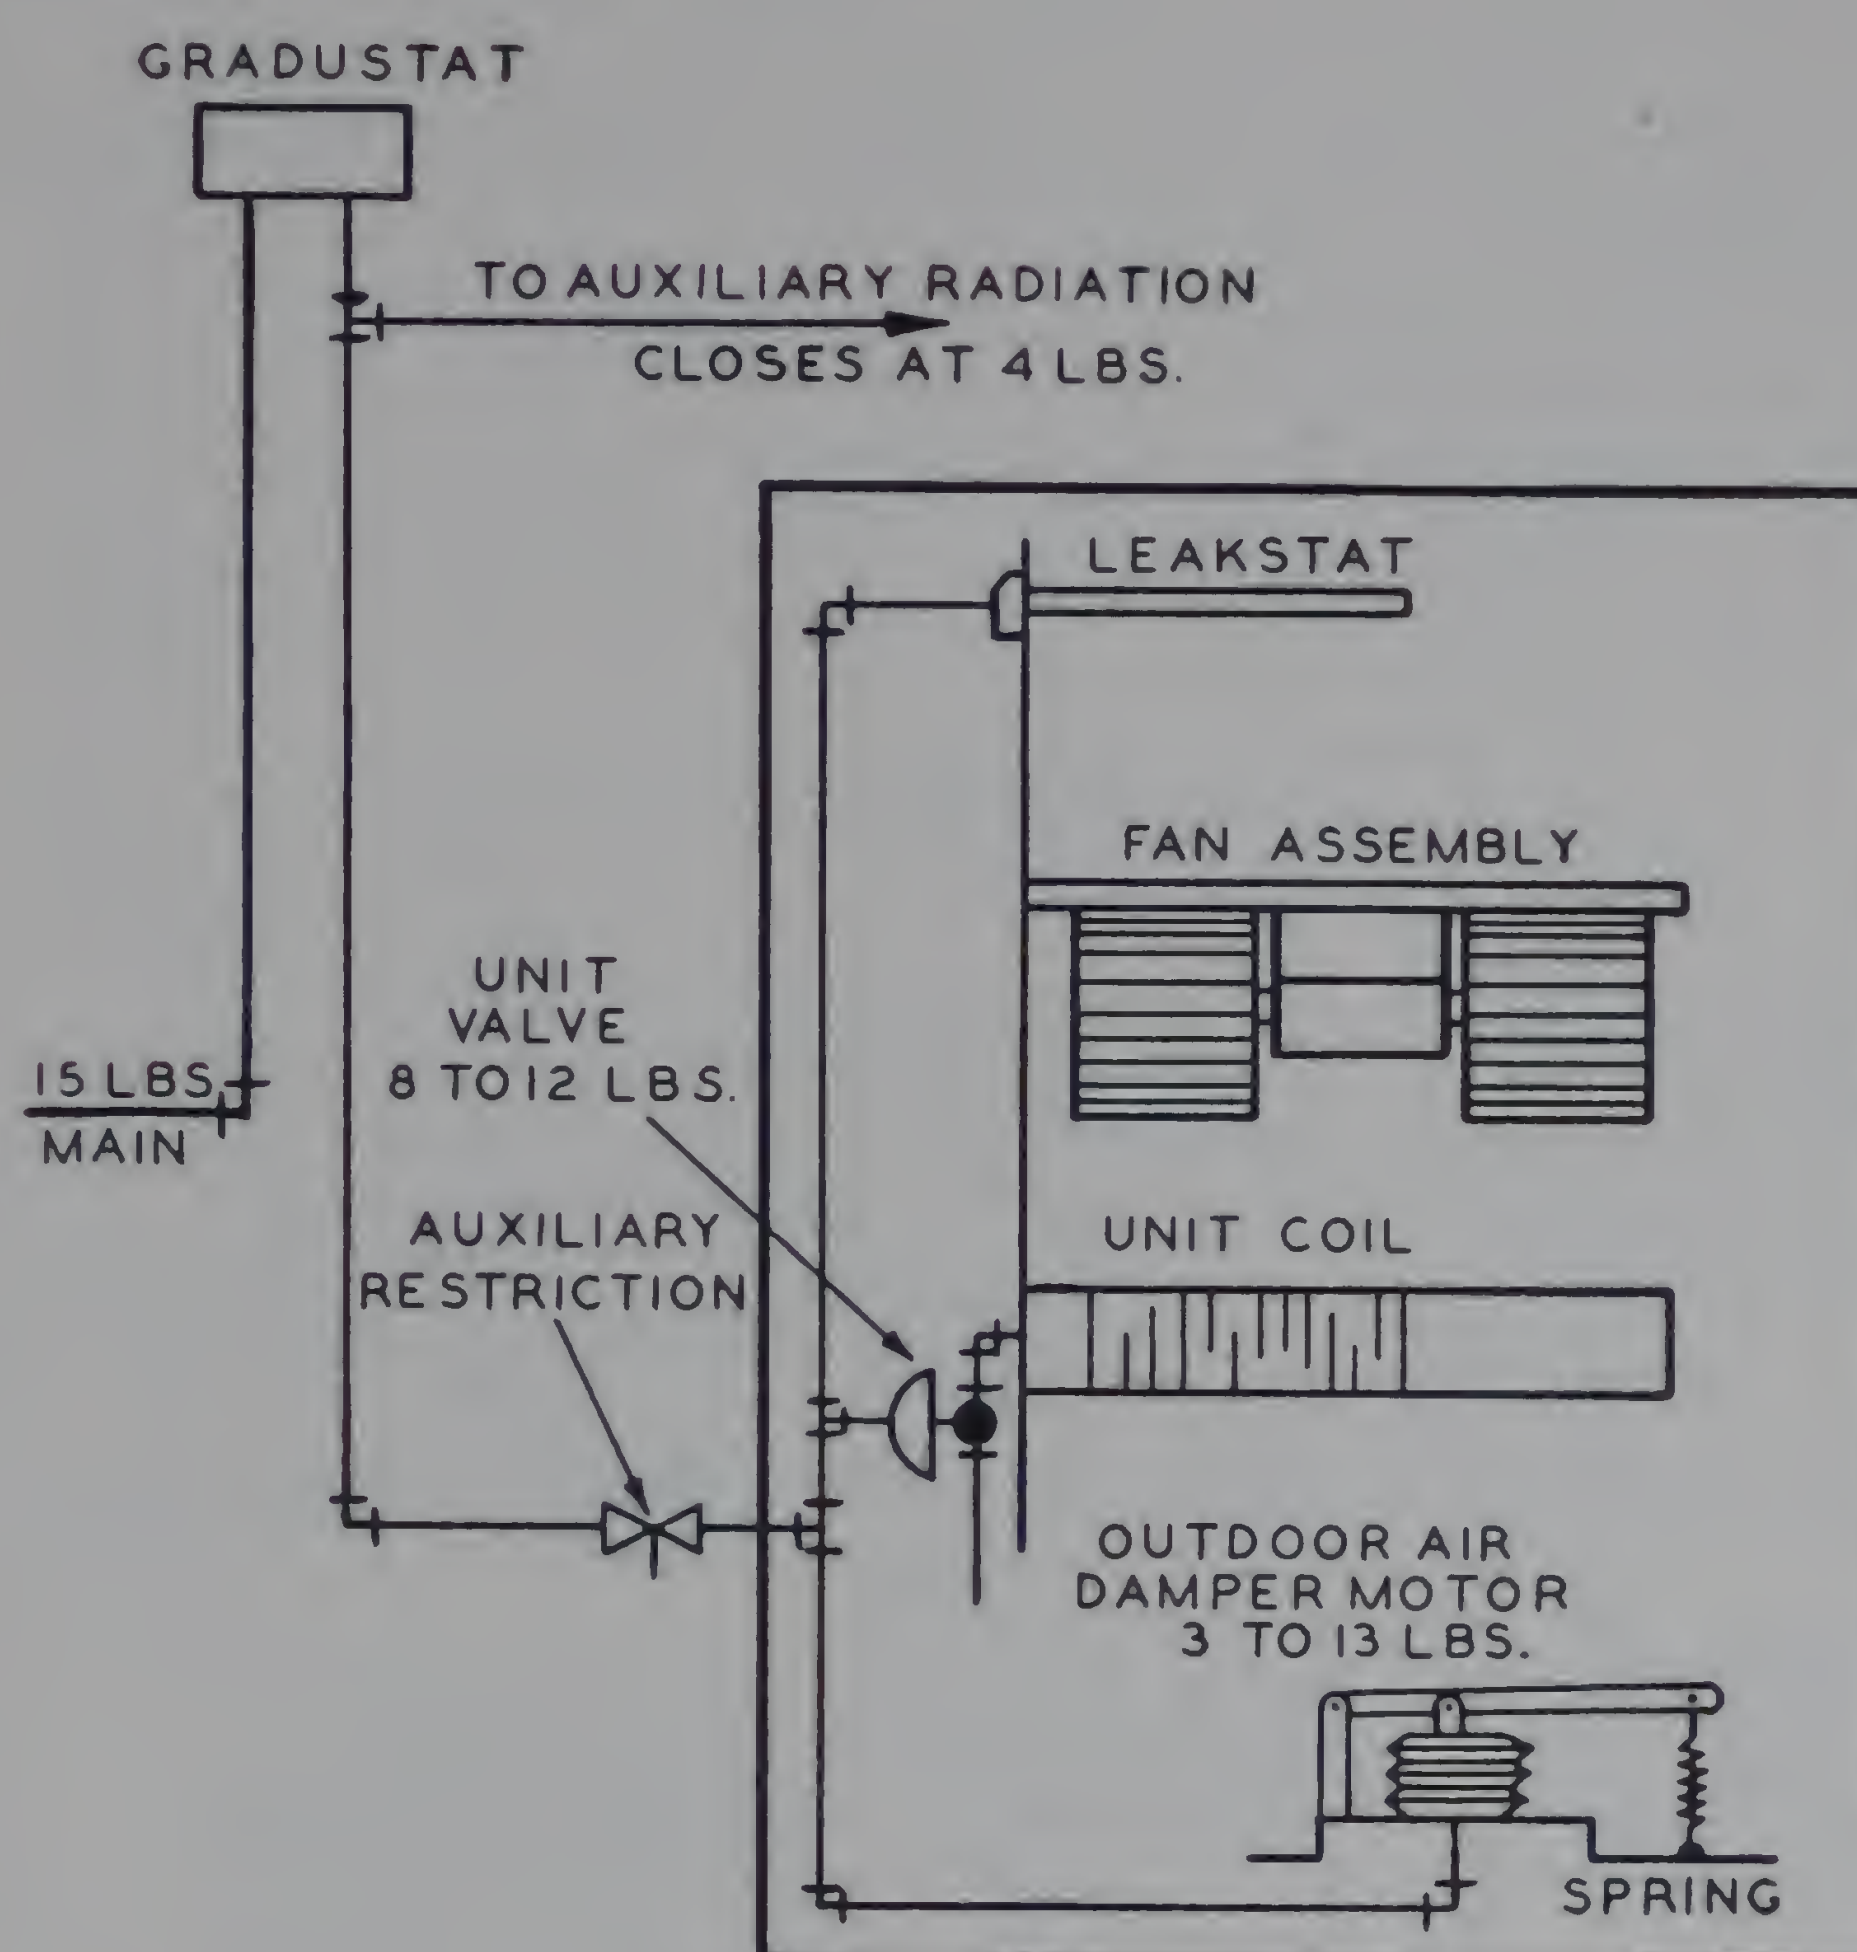 GRADUSTAT
TO AUXILIARY RADIATION
CLOSES AT 4 LBS.
LEAKSTAT
FAN ASSEMBLY
UNIT
VALVE
8 TO 12 LBS.
15 LBS.
MAIN
AUXILIARY
RESTRICTION
UNIT COIL
OUTDOOR AIR
DAMPER MOTOR
3 TO 13 LBS.
SPRING